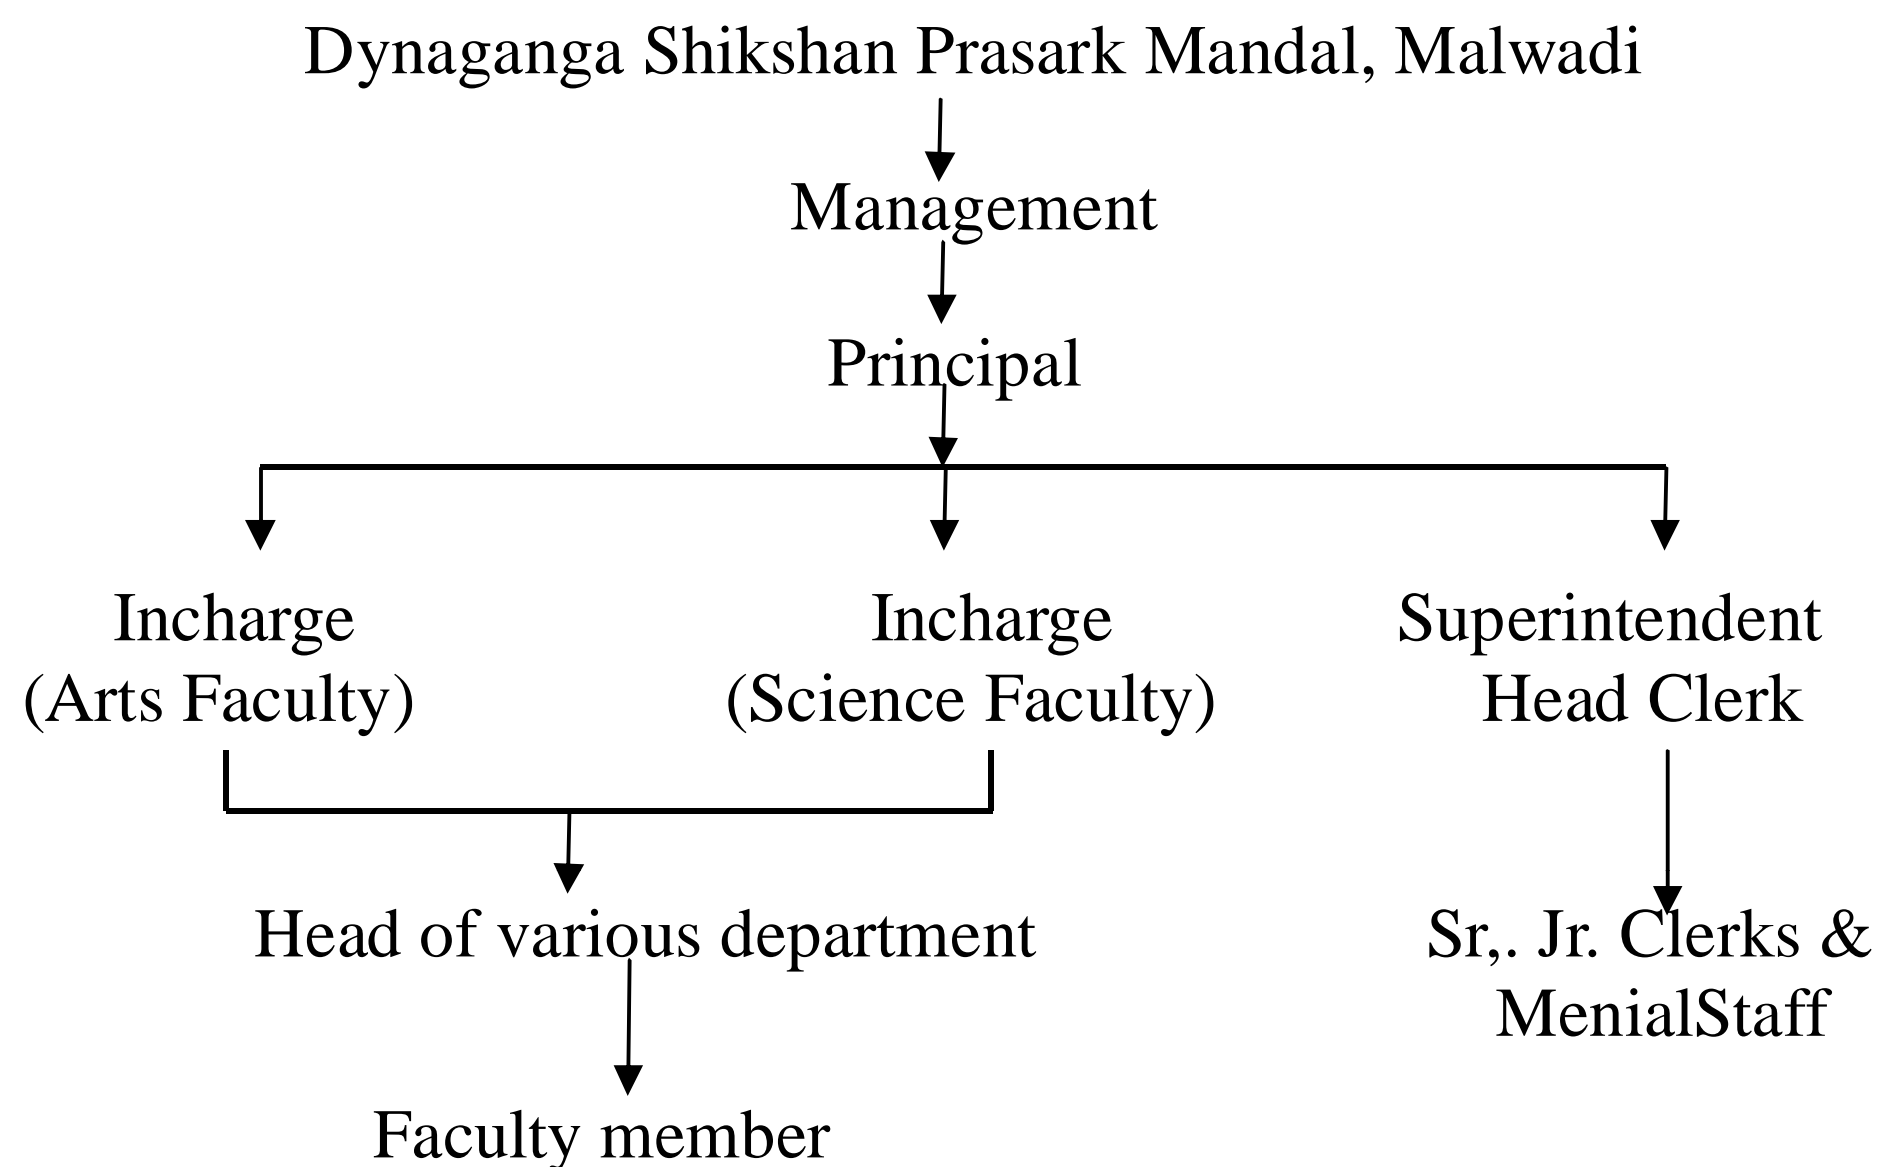 Dynaganga Shikshan Prasark Mandal, Malwadi
Management
Principal
Incharge
(Arts Faculty)
Incharge
(Science Faculty)
Superintendent
Head Clerk
Head of various department
Sr,. Jr. Clerks &
MenialStaff
Faculty member